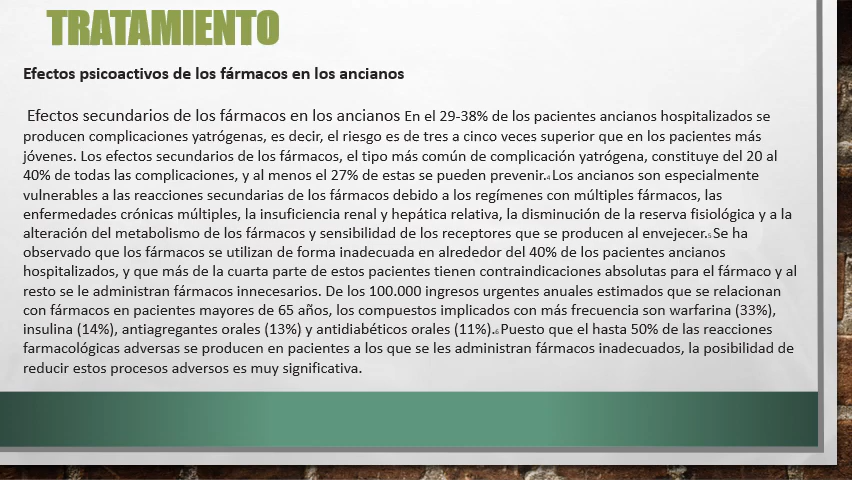 TRATAMIENTO
Efectos psicoactivos de los fármacos en los ancianos
Efectos secundarios de los fármacos en los ancianos En el 29-38% de los pacientes ancianos hospitalizados se
producen complicaciones yatrógenas, es decir, el riesgo es de tres a cinco veces superior que en los pacientes más
jóvenes. Los efectos secundarios de los fármacos, el tipo más común de complicación yatrógena, constituye del 20 al
40% de todas las complicaciones, y al menos el 27% de estas se pueden prevenir.4 Los ancianos son especialmente
vulnerables a las reacciones secundarias de los fármacos debido a los regímenes con múltiples fármacos, las
enfermedades crónicas múltiples, la insuficiencia renal y hepática relativa, la disminución de la reserva fisiológica y a la
alteración del metabolismo de los fármacos y sensibilidad de los receptores que se producen al envejecer.5 Se ha
observado que los fármacos se utilizan de forma inadecuada en alrededor del 40% de los pacientes ancianos
hospitalizados, y que más de la cuarta parte de estos pacientes tienen contraindicaciones absolutas para el fármaco y al
resto se le administran fármacos innecesarios. De los 100.000 ingresos urgentes anuales estimados que se relacionan
con fármacos en pacientes mayores de 65 años, los compuestos implicados con más frecuencia son warfarina (33%),
insulina (14%), antiagregantes orales (13%) y antidiabéticos orales (11%).6 Puesto que el hasta 50% de las reacciones
farmacológicas adversas se producen en pacientes a los que se les administran fármacos inadecuados, la posibilidad de
reducir estos procesos adversos es muy significativa.